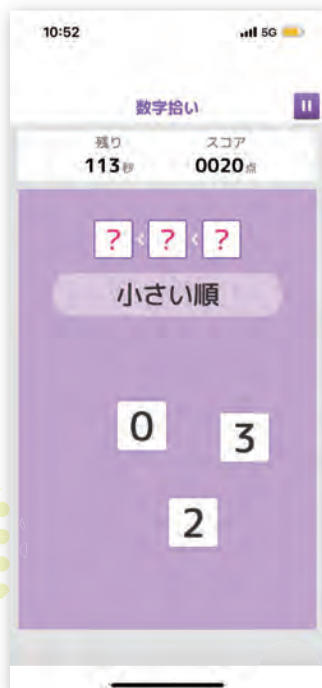 10:52 5G
数字拾い
残り スコア
113秒 0020点
? < ? < ?
小さい順
0
3
2